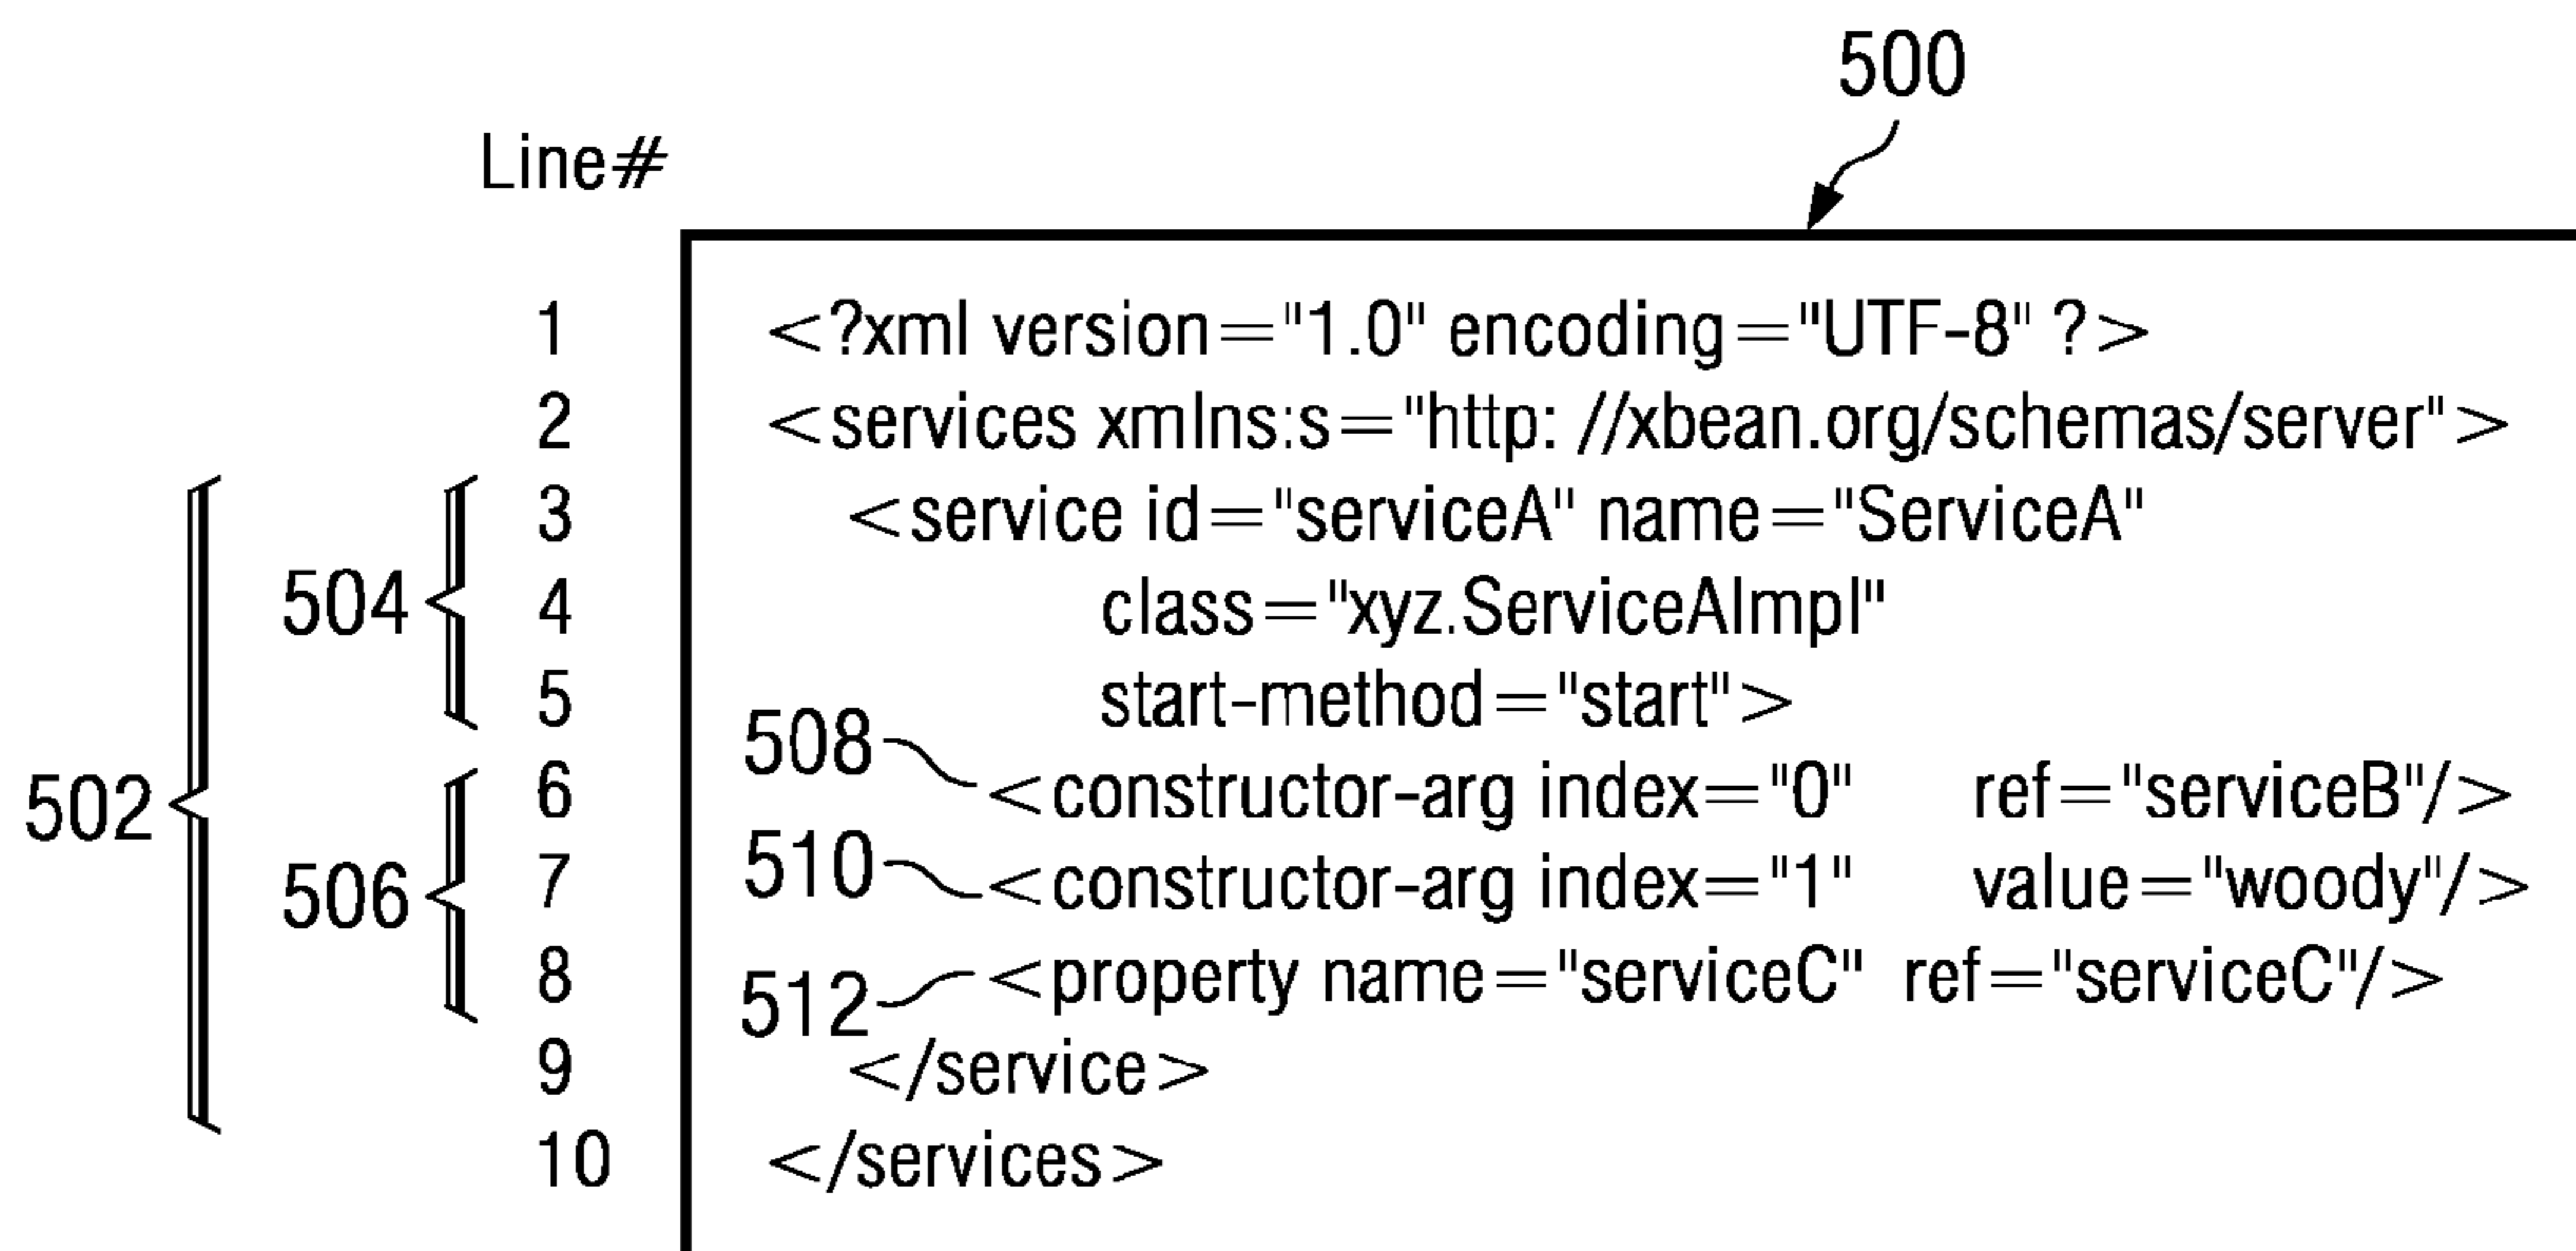 500
Line#
1 <?xml version="1.0" encoding="UTF-8" ?>
2 <services xmlns:s="http: //xbean.org/schemas/server">
3 <service id="serviceA" name="ServiceA"
504 4 class="xyz.ServiceAImpl"
5 start-method="start">
502 508 6 <constructor-arg index="0" ref="serviceB"/>
506 510 7 <constructor-arg index="1" value="woody"/>
512 8 <property name="serviceC" ref="serviceC"/>
9 </service>
10 </services>